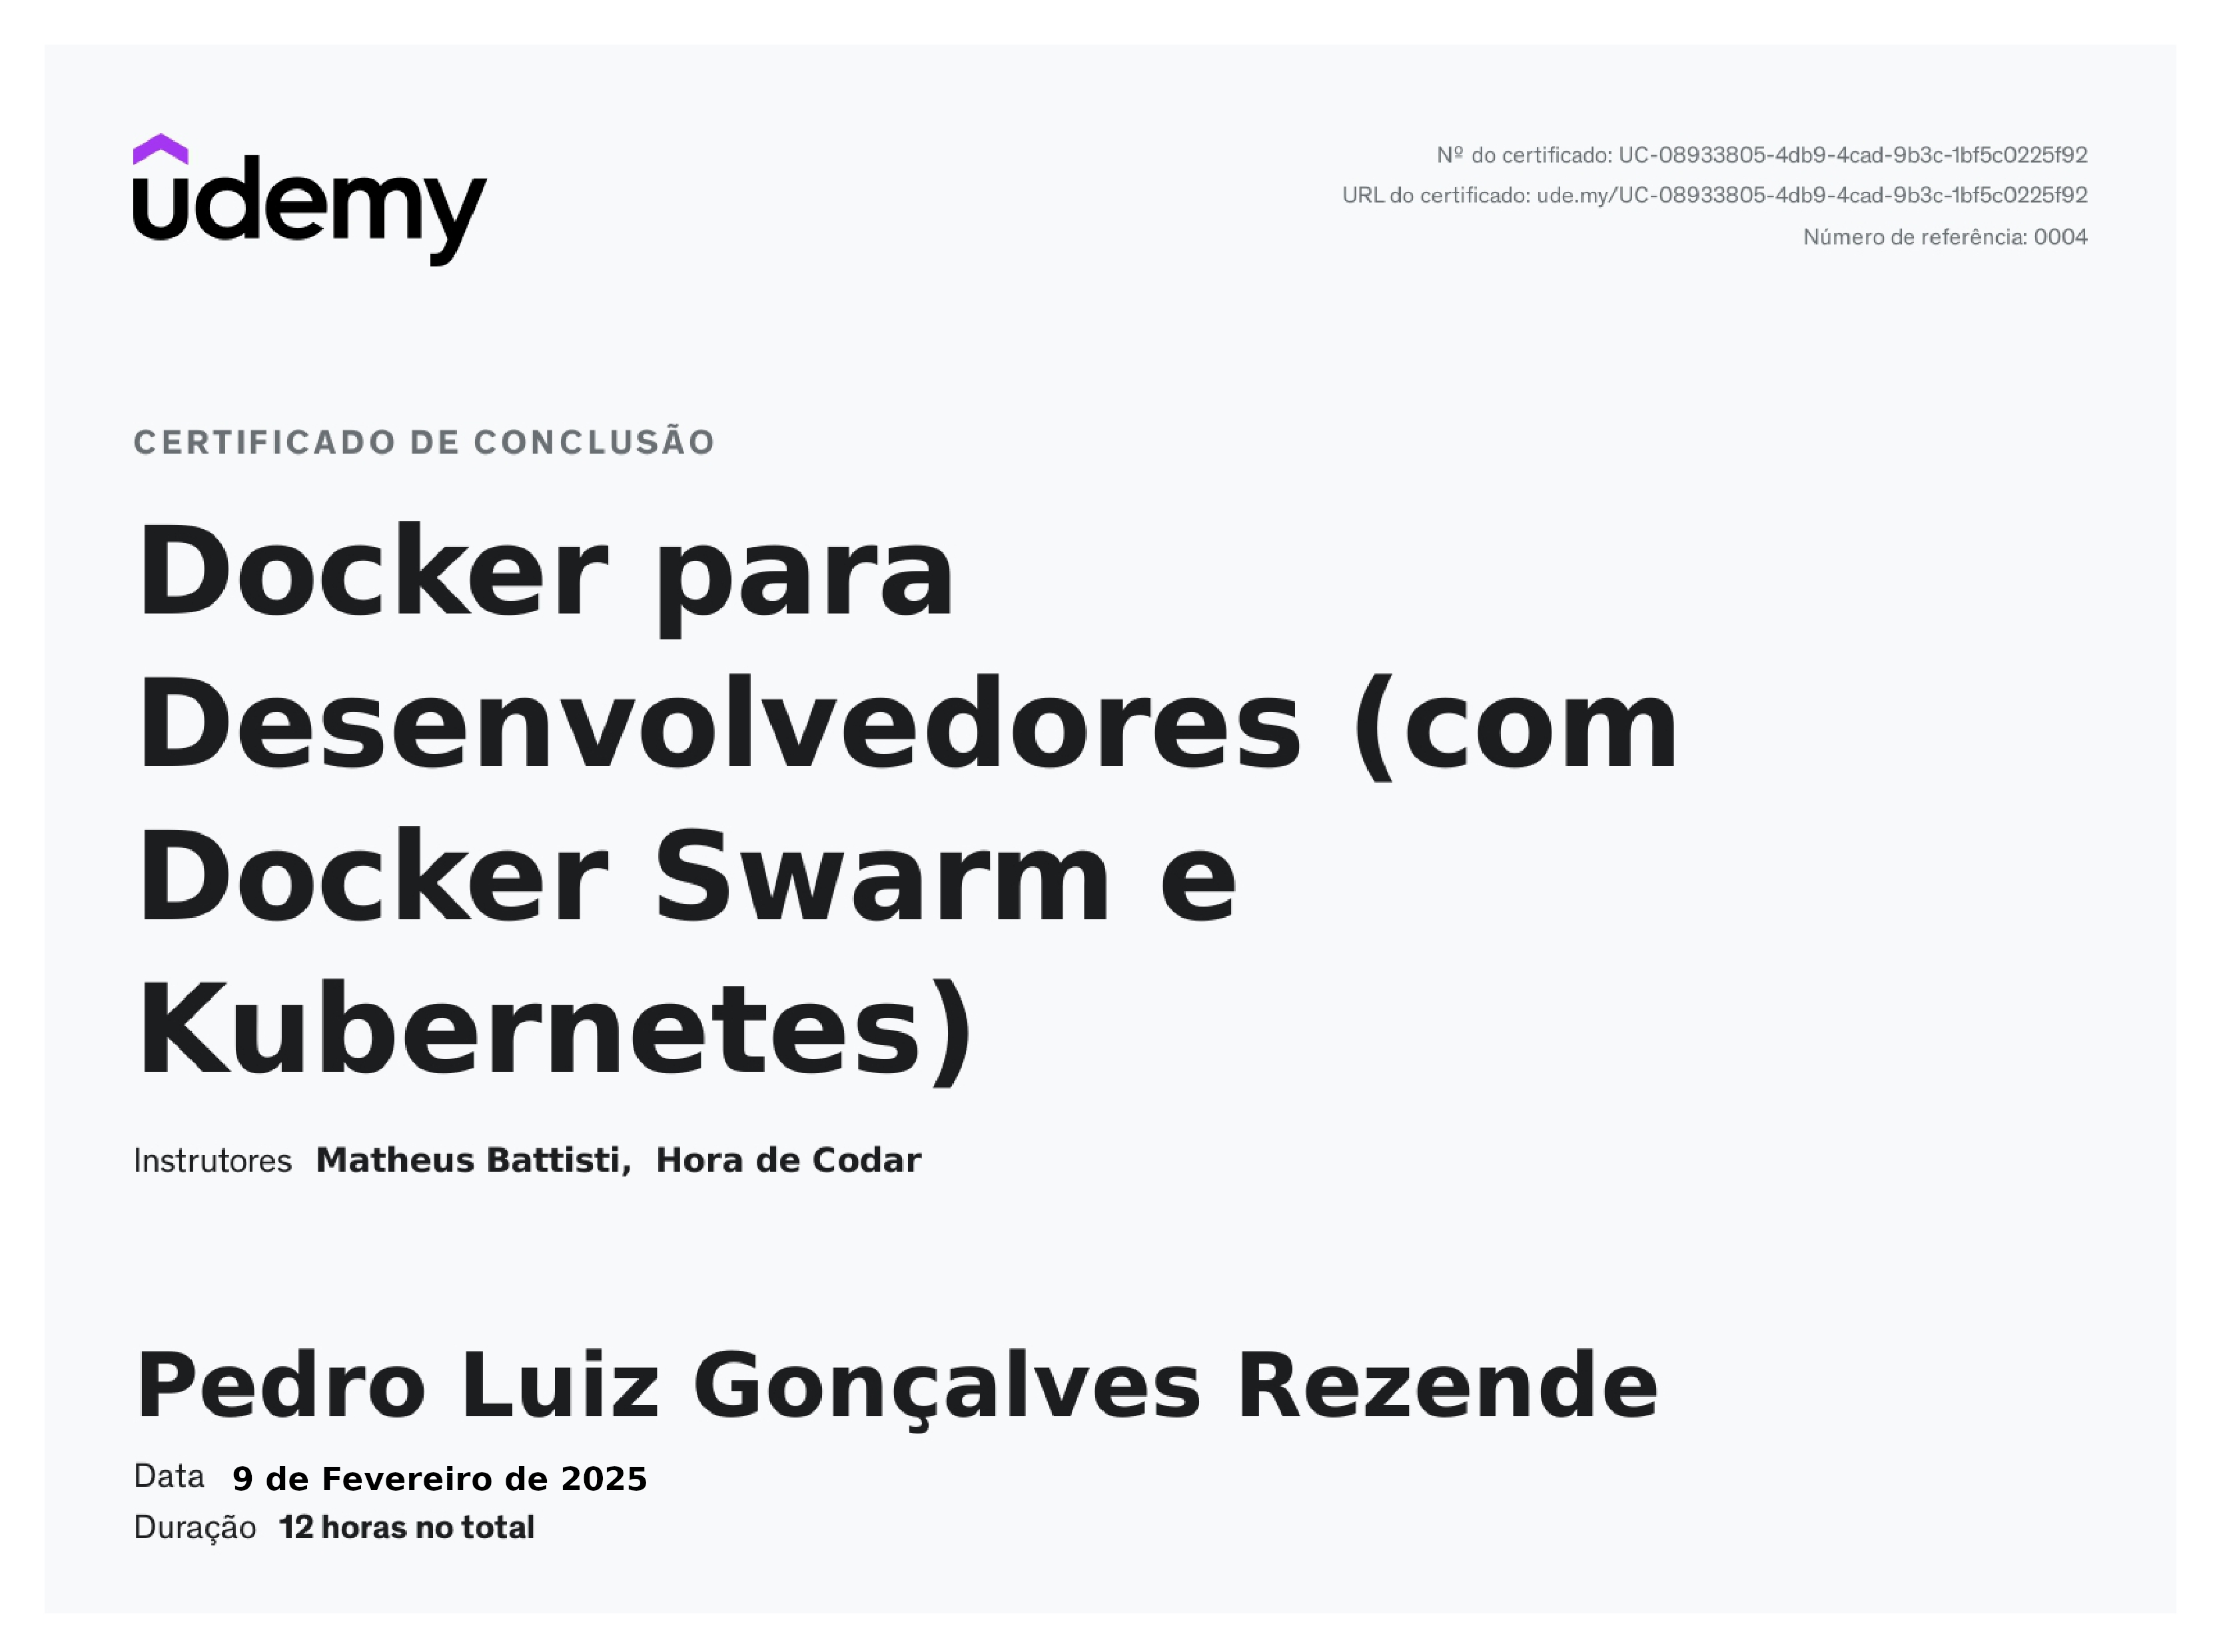 udemy
Nº do certificado: UC-08933805-4db9-4cad-9b3c-1bf5c0225f92
URL do certificado: ude.my/UC-08933805-4db9-4cad-9b3c-1bf5c0225f92
Número de referência: 0004
CERTIFICADO DE CONCLUSÃO
Docker para
Desenvolvedores (com
Docker Swarm e
Kubernetes)
Instrutores Matheus Battisti, Hora de Codar
Pedro Luiz Gonçalves Rezende
Data 9 de Fevereiro de 2025
Duração 12 horas no total